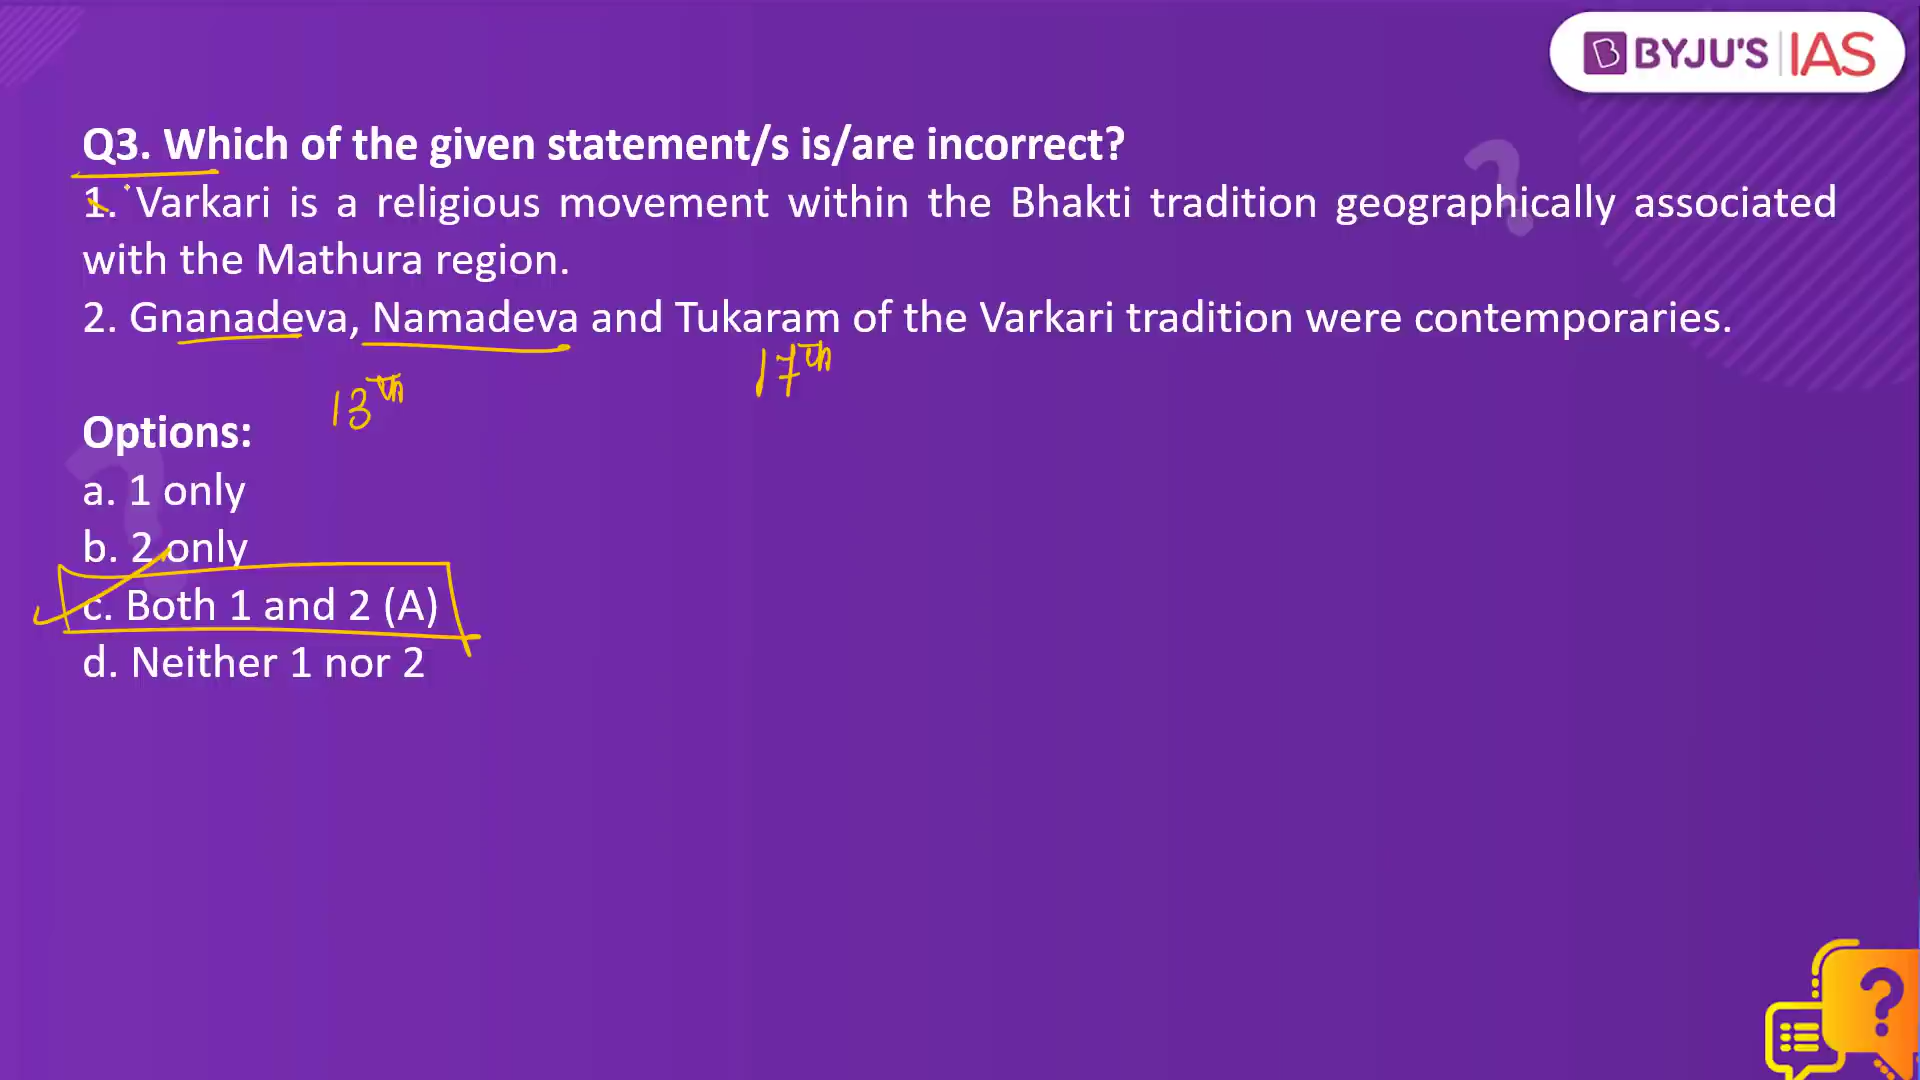 BYJU'S IAS
Q3. Which of the given statement/s is/are incorrect?
1. Varkari is a religious movement within the Bhakti tradition geographically associated
with the Mathura region.
2. Gnanadeva, Namadeva and Tukaram of the Varkari tradition were contemporaries.
17th
13th
Options:
a. 1 only
b. 2 only
c. Both 1 and 2 (A)
d. Neither 1 nor 2